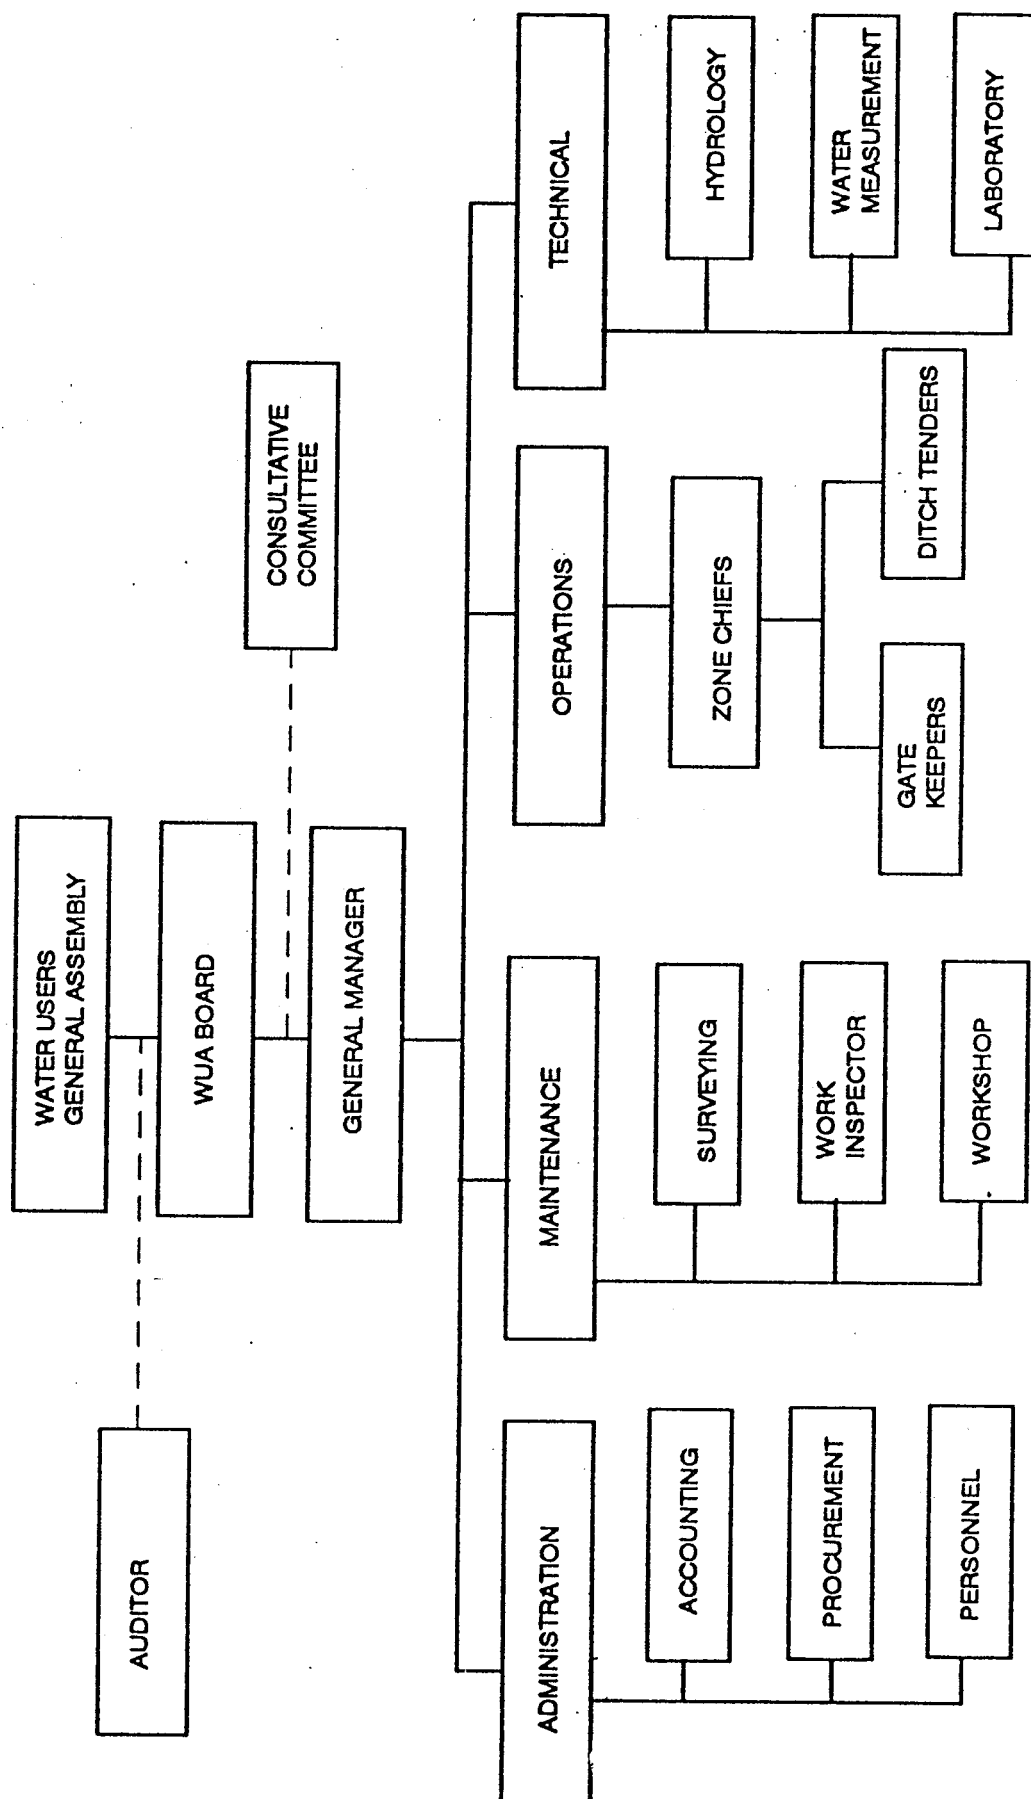 WATER USERS
GENERAL ASSEMBLY
AUDITOR
WUA BOARD
CONSULTATIVE
COMMITTEE
GENERAL MANAGER
ADMINISTRATION
MAINTENANCE
OPERATIONS
TECHNICAL
ACCOUNTING
PROCUREMENT
PERSONNEL
SURVEYING
WORK
INSPECTOR
WORKSHOP
ZONE CHIEFS
GATE
KEEPERS
DITCH TENDERS
HYDROLOGY
WATER
MEASUREMENT
LABORATORY